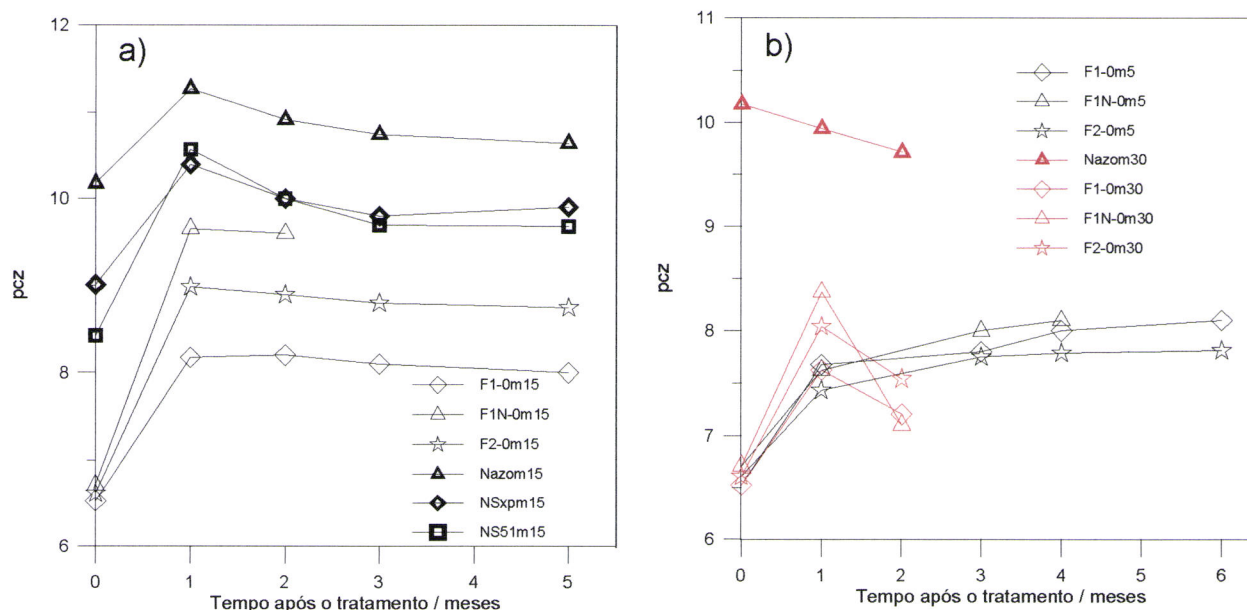 a)
12
10
8
6
pcz
0 1 2 3 4 5
Tempo após o tratamento / meses
F1-0m15
F1N-0m15
F2-0m15
Nazom15
NSxpm15
NS51m15
b)
11
10
9
8
7
6
pcz
0 1 2 3 4 5 6
Tempo após o tratamento / meses
F1-0m5
F1N-0m5
F2-0m5
Nazom30
F1-0m30
F1N-0m30
F2-0m30